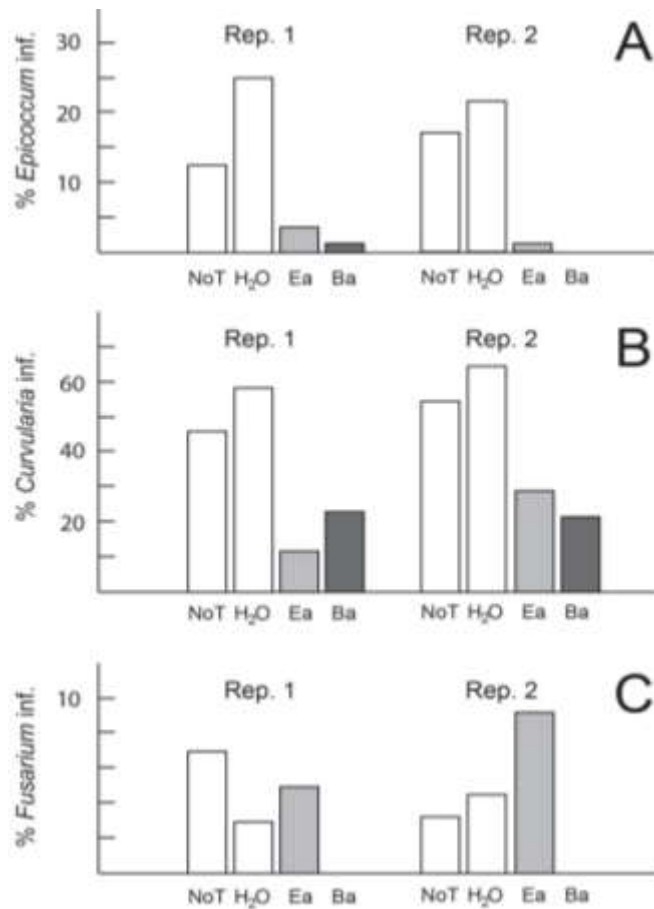 Rep. 1 Rep. 2 A
30
20
10
% Epicoccum inf.
NoT H₂O Ea Ba NoT H₂O Ea Ba
Rep. 1 Rep. 2 B
60
40
20
% Curvularia inf.
NoT H₂O Ea Ba NoT H₂O Ea Ba
Rep. 1 Rep. 2 C
10
% Fusarium inf.
NoT H₂O Ea Ba NoT H₂O Ea Ba